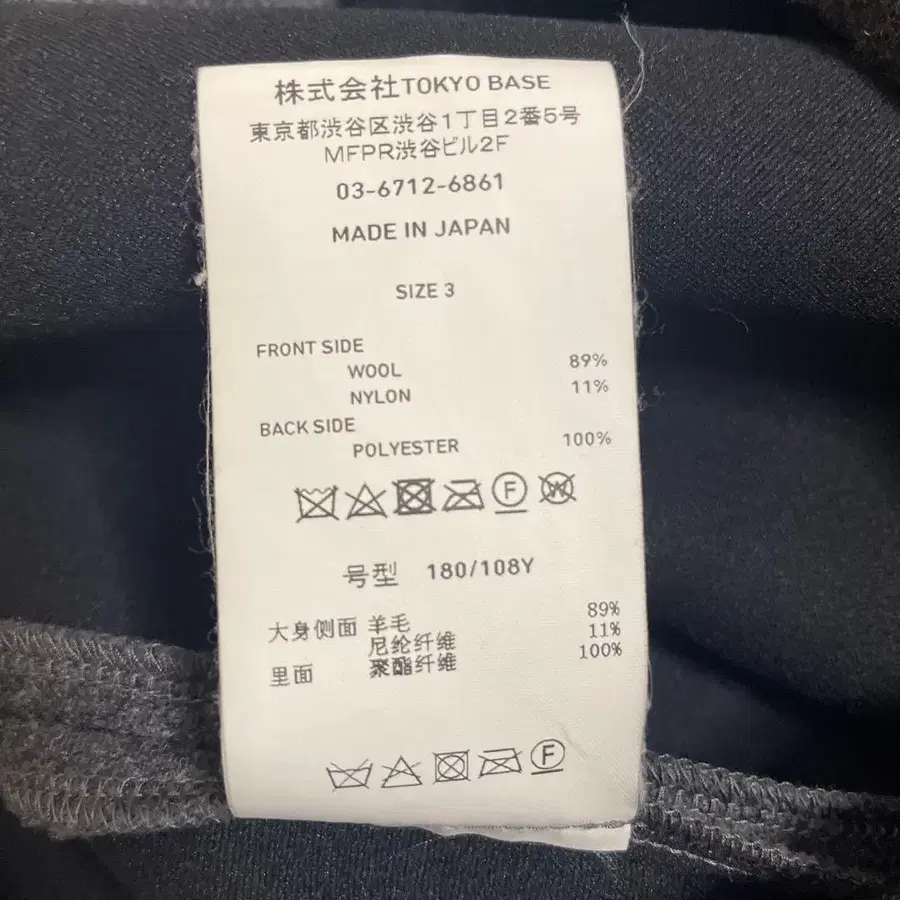 株式会社TOKYO BASE
東京都渋谷区渋谷1丁目2番5号
MFPR渋谷ビル2F
03-6712-6861
MADE IN JAPAN
SIZE 3
FRONT SIDE
WOOL 89%
NYLON 11%
BACK SIDE
POLYESTER 100%
F W
号型 180/108Y
大身侧面 羊毛 89%
尼纶纤维 11%
里面 聚酯纤维 100%
F